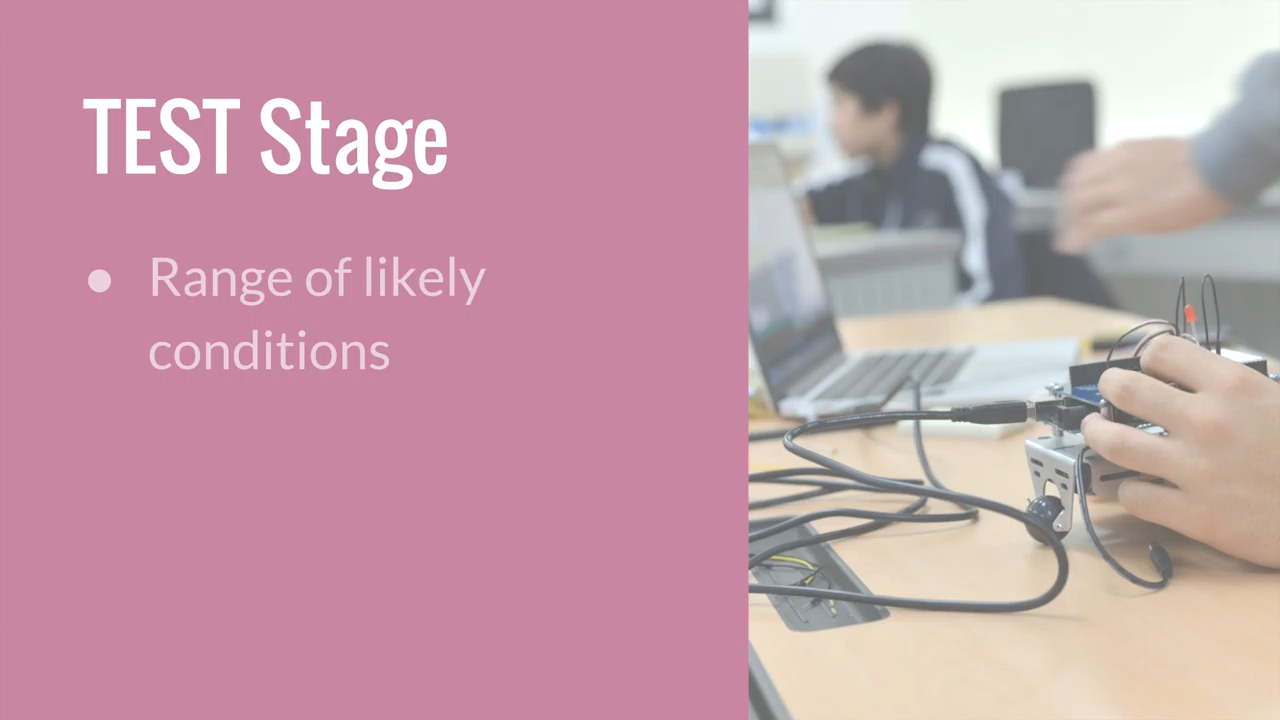 TEST Stage
● Range of likely
conditions